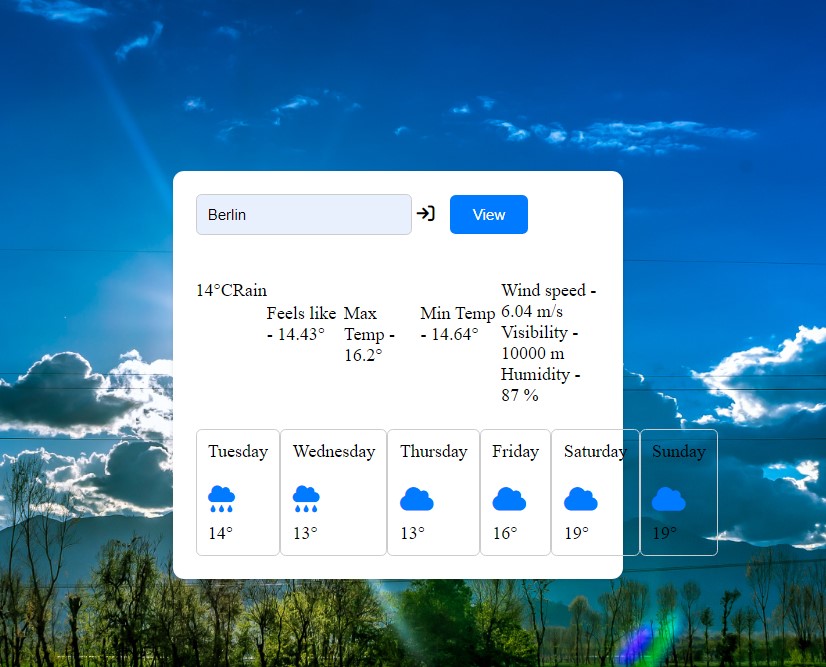 Berlin
View
14°CRain
Feels like
- 14.43°
Max
Temp -
16.2°
Min Temp
- 14.64°
Wind speed -
6.04 m/s
Visibility -
10000 m
Humidity -
87 %
Tuesday
14°
Wednesday
13°
Thursday
13°
Friday
16°
Saturday
19°
Sunday
19°